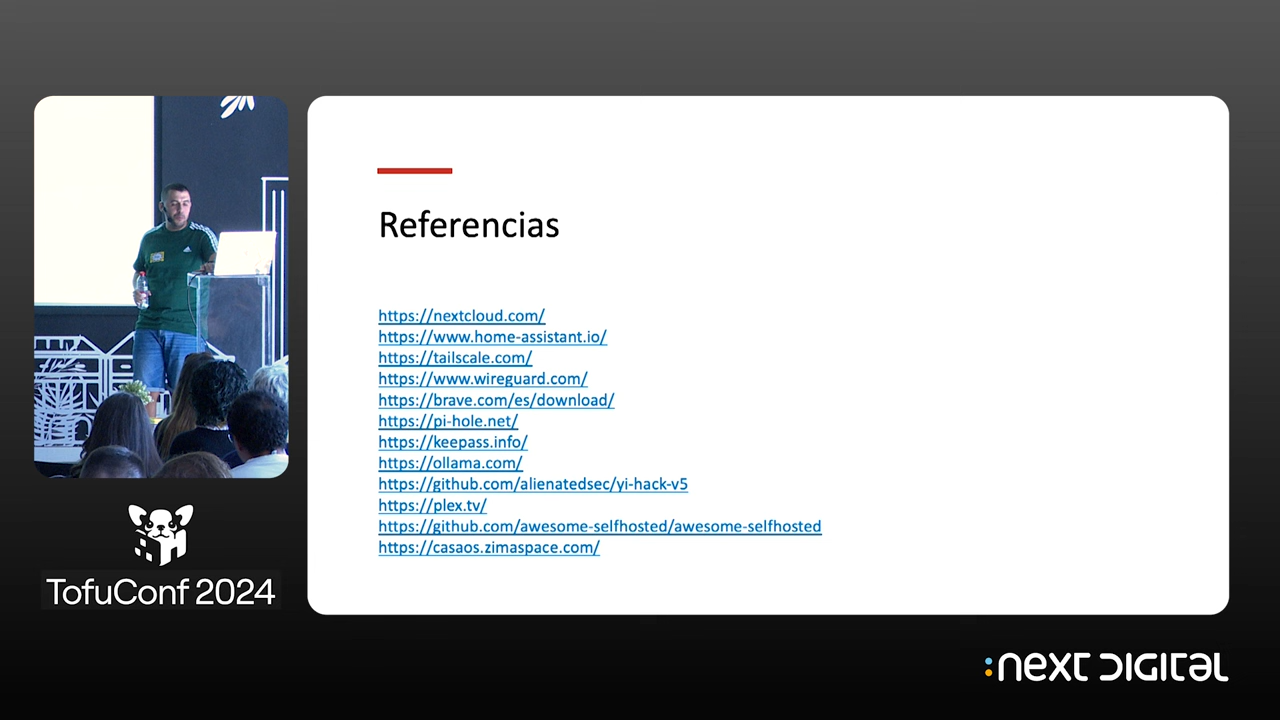 Referencias
https://nextcloud.com/
https://www.home-assistant.io/
https://tailscale.com/
https://www.wireguard.com/
https://brave.com/es/download/
https://pi-hole.net/
https://keepass.info/
https://ollama.com/
https://github.com/alienatedsec/yi-hack-v5
https://plex.tv/
https://github.com/awesome-selfhosted/awesome-selfhosted
https://casaos.zimaspace.com/
TofuConf 2024
:next digital